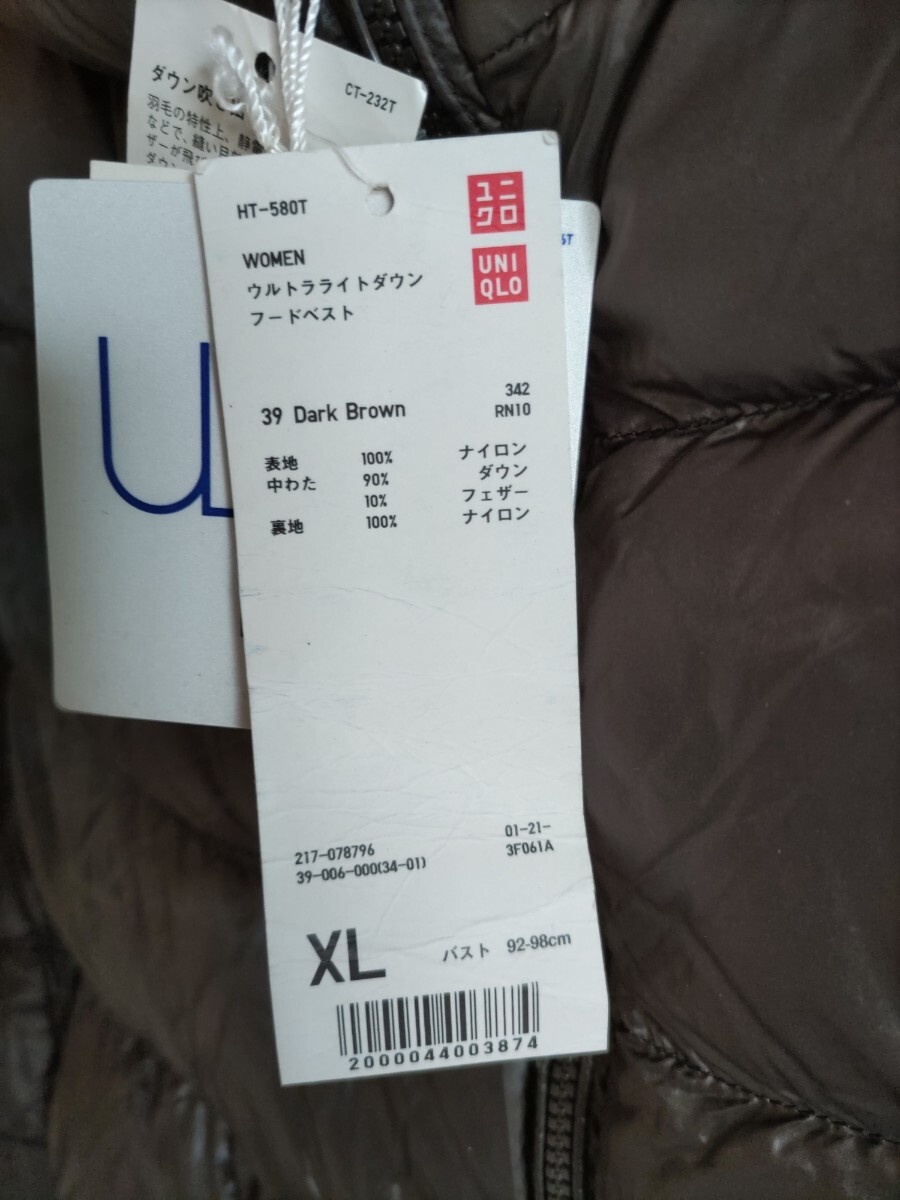 CT-232T
ダウン吹き
羽毛の特性上、静電
などで、縫い目
ザーが飛び
ダウン
HT-580T
ユニ
クロ
WOMEN
UNI
QLO
ウルトラライトダウン
フードベスト
39 Dark Brown
342
RN10
表地 100% ナイロン
中わた 90% ダウン
10% フェザー
裏地 100% ナイロン
217-078796
39-006-000(34-01)
01-21-
3F061A
XL
バスト 92-98cm
2000044003874